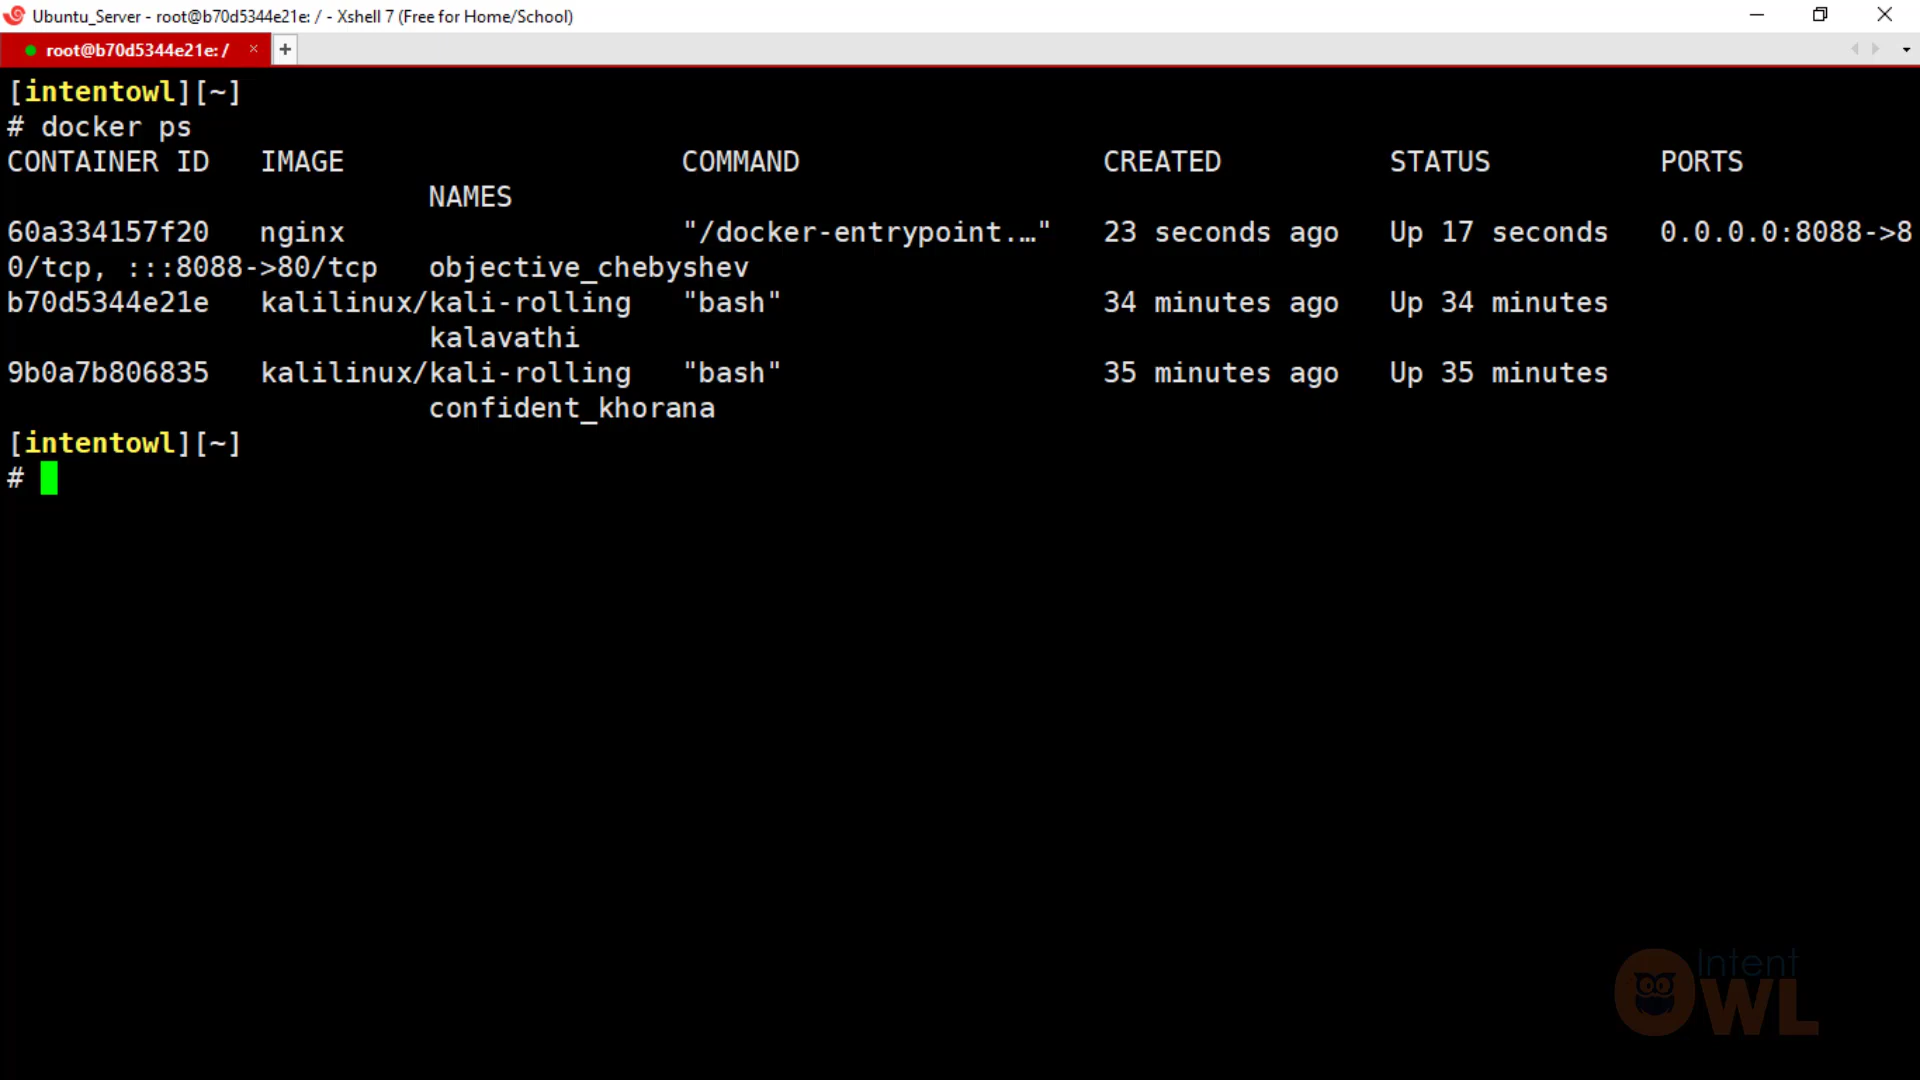 Ubuntu_Server - root@b70d5344e21e: / - Xshell 7 (Free for Home/School)
root@b70d5344e21e: / × +
[intentowl][~]
# docker ps
CONTAINER ID   IMAGE                    COMMAND                  CREATED          STATUS          PORTS
                         NAMES
60a334157f20   nginx                    "/docker-entrypoint.…"   23 seconds ago   Up 17 seconds   0.0.0.0:8088->8
0/tcp, :::8088->80/tcp   objective_chebyshev
b70d5344e21e   kalilinux/kali-rolling   "bash"                   34 minutes ago   Up 34 minutes
                         kalavathi
9b0a7b806835   kalilinux/kali-rolling   "bash"                   35 minutes ago   Up 35 minutes
                         confident_khorana
[intentowl][~]
#
Intent
OWL